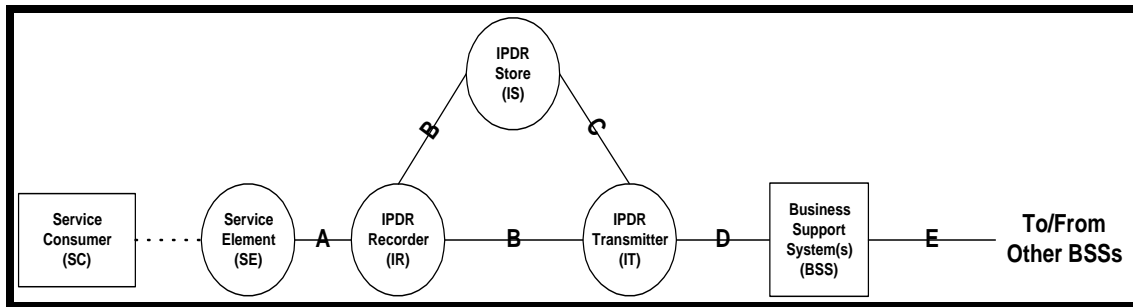 IPDR
Store
(IS)
B
C
Service
Consumer
(SC)
Service
Element
(SE)
A
IPDR
Recorder
(IR)
B
IPDR
Transmitter
(IT)
D
Business
Support
System(s)
(BSS)
E
To/From
Other BSSs